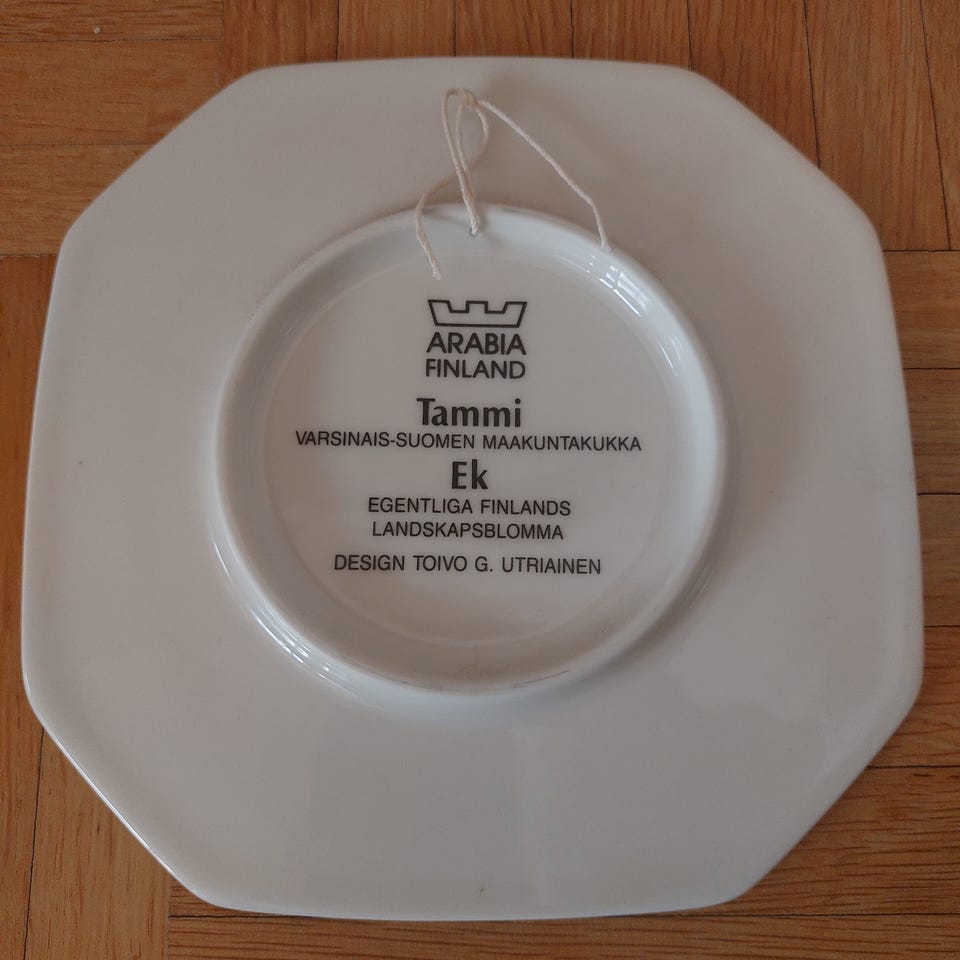 ARABIA
FINLAND
Tammi
VARSINAIS-SUOMEN MAAKUNTAKUKKA
Ek
EGENTLIGA FINLANDS
LANDSKAPSBLOMMA
DESIGN TOIVO G. UTRIAINEN